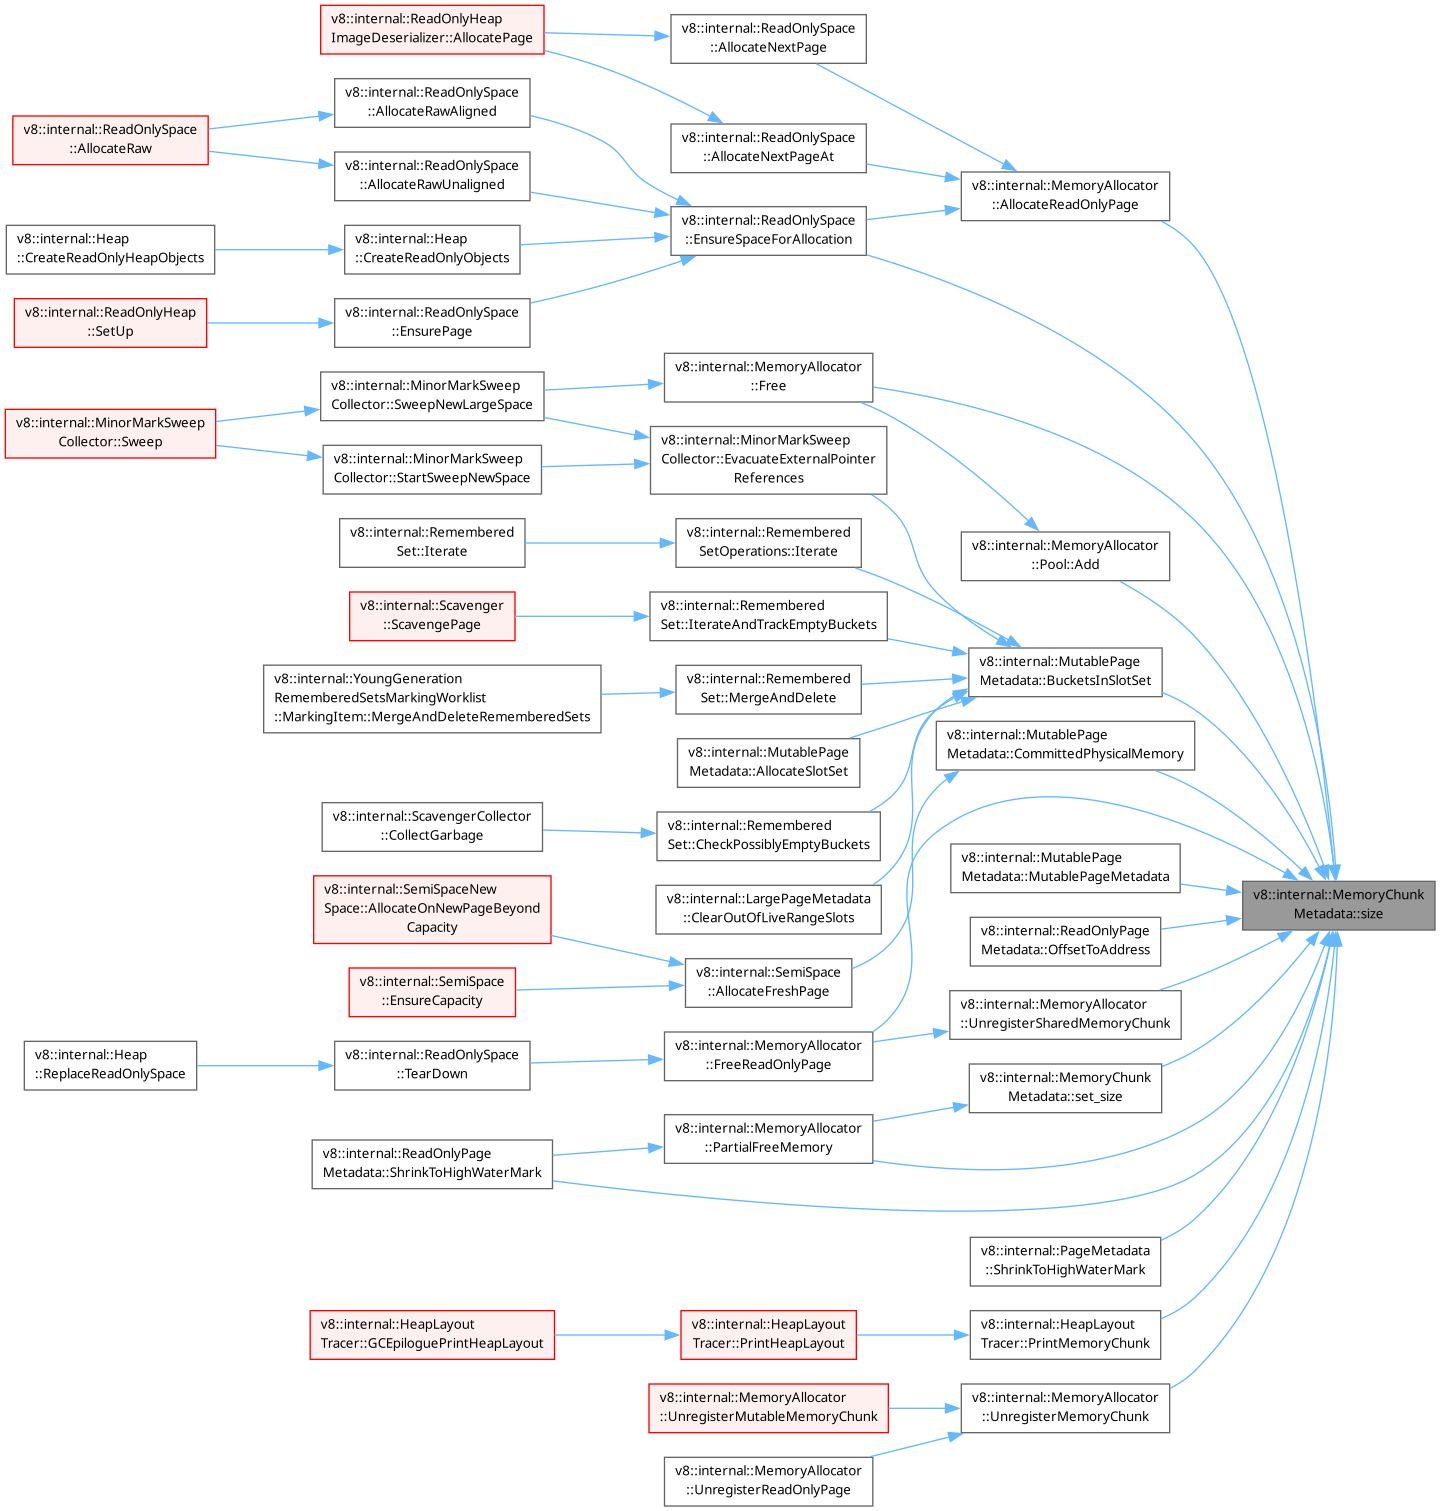 v8::internal::ReadOnlyHeap
ImageDeserializer::AllocatePage
v8::internal::ReadOnlySpace
::AllocateNextPage
v8::internal::ReadOnlySpace
::AllocateRawAligned
v8::internal::ReadOnlySpace
::AllocateRaw
v8::internal::ReadOnlySpace
::AllocateNextPageAt
v8::internal::ReadOnlySpace
::AllocateRawUnaligned
v8::internal::MemoryAllocator
::AllocateReadOnlyPage
v8::internal::ReadOnlySpace
::EnsureSpaceForAllocation
v8::internal::Heap
::CreateReadOnlyHeapObjects
v8::internal::Heap
::CreateReadOnlyObjects
v8::internal::ReadOnlyHeap
::SetUp
v8::internal::ReadOnlySpace
::EnsurePage
v8::internal::MemoryAllocator
::Free
v8::internal::MinorMarkSweep
Collector::SweepNewLargeSpace
v8::internal::MinorMarkSweep
Collector::Sweep
v8::internal::MinorMarkSweep
Collector::EvacuateExternalPointer
References
v8::internal::MinorMarkSweep
Collector::StartSweepNewSpace
v8::internal::Remembered
Set::Iterate
v8::internal::Remembered
SetOperations::Iterate
v8::internal::MemoryAllocator
::Pool::Add
v8::internal::Scavenger
::ScavengePage
v8::internal::Remembered
Set::IterateAndTrackEmptyBuckets
v8::internal::MutablePage
Metadata::BucketsInSlotSet
v8::internal::YoungGeneration
RememberedSetsMarkingWorklist
::MarkingItem::MergeAndDeleteRememberedSets
v8::internal::Remembered
Set::MergeAndDelete
v8::internal::MutablePage
Metadata::CommittedPhysicalMemory
v8::internal::MutablePage
Metadata::AllocateSlotSet
v8::internal::ScavengerCollector
::CollectGarbage
v8::internal::Remembered
Set::CheckPossiblyEmptyBuckets
v8::internal::MutablePage
Metadata::MutablePageMetadata
v8::internal::SemiSpaceNew
Space::AllocateOnNewPageBeyond
Capacity
v8::internal::LargePageMetadata
::ClearOutOfLiveRangeSlots
v8::internal::MemoryChunk
Metadata::size
v8::internal::ReadOnlyPage
Metadata::OffsetToAddress
v8::internal::SemiSpace
::EnsureCapacity
v8::internal::SemiSpace
::AllocateFreshPage
v8::internal::MemoryAllocator
::UnregisterSharedMemoryChunk
v8::internal::Heap
::ReplaceReadOnlySpace
v8::internal::ReadOnlySpace
::TearDown
v8::internal::MemoryAllocator
::FreeReadOnlyPage
v8::internal::MemoryChunk
Metadata::set_size
v8::internal::MemoryAllocator
::PartialFreeMemory
v8::internal::ReadOnlyPage
Metadata::ShrinkToHighWaterMark
v8::internal::PageMetadata
::ShrinkToHighWaterMark
v8::internal::HeapLayout
Tracer::GCEpiloguePrintHeapLayout
v8::internal::HeapLayout
Tracer::PrintHeapLayout
v8::internal::HeapLayout
Tracer::PrintMemoryChunk
v8::internal::MemoryAllocator
::UnregisterMutableMemoryChunk
v8::internal::MemoryAllocator
::UnregisterMemoryChunk
v8::internal::MemoryAllocator
::UnregisterReadOnlyPage